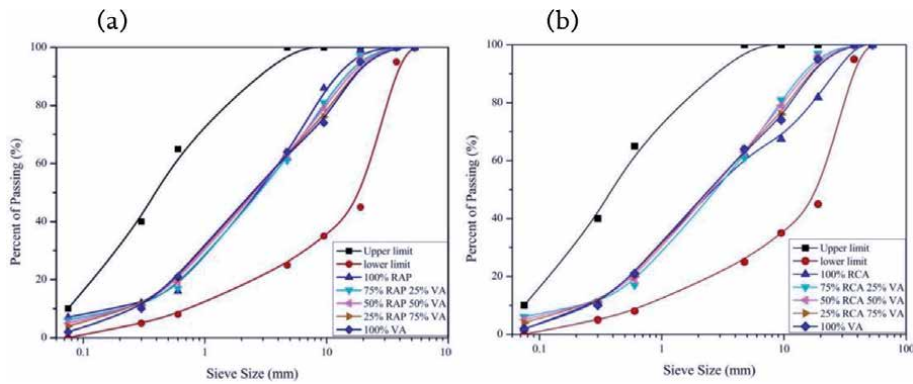 (a)
(b)
Percent of Passing (%)
100
80
60
40
20
0
0.1
1
10
10
Sieve Size (mm)
Upper limit
lower limit
100% RAP
75% RAP 25% VA
50% RAP 50% VA
25% RAP 75% VA
100% VA
Percent of Passing (%)
100
80
60
40
20
0
0.1
1
10
100
Sieve Size (mm)
Upper limit
lower limit
100% RCA
75% RCA 25% VA
50% RCA 50% VA
25% RCA 75% VA
100% VA